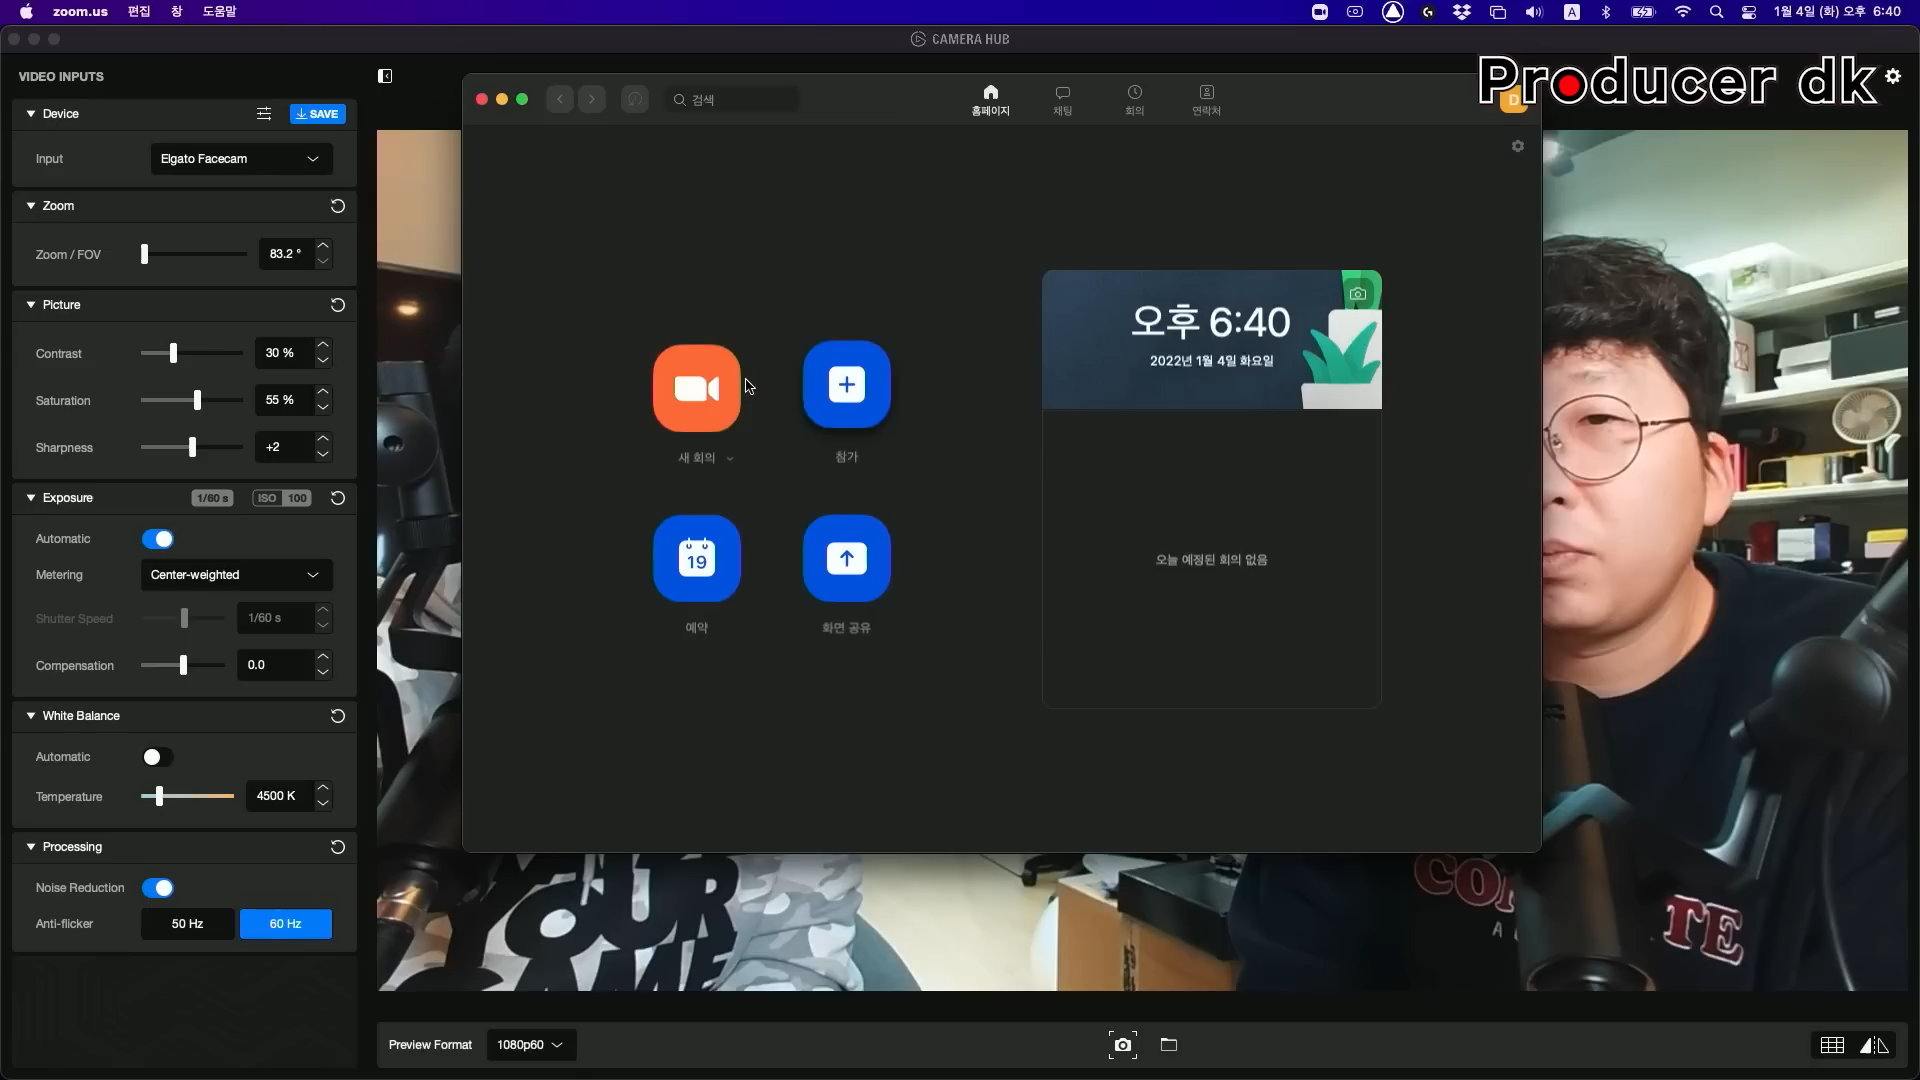 zoom.us 편집 창 도움말
A 1월 4일 (화) 오후 6:40
CAMERA HUB
Producer dk
VIDEO INPUTS
Device
SAVE
Input
Elgato Facecam
Zoom
Zoom / FOV
83.2 °
Picture
Contrast
30 %
Saturation
55 %
Sharpness
+2
Exposure
1/60 s
ISO 100
Automatic
Metering
Center-weighted
Shutter Speed
1/60 s
Compensation
0.0
White Balance
Automatic
Temperature
4500 K
Processing
Noise Reduction
Anti-flicker
50 Hz
60 Hz
검색
홈페이지
채팅
회의
연락처
D
새 회의
참가
19
예약
화면 공유
오후 6:40
2022년 1월 4일 화요일
오늘 예정된 회의 없음
YOUR
GAME
Preview Format
1080p60